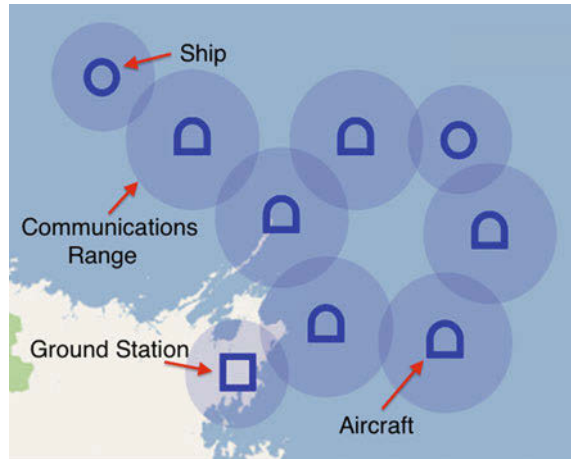 Ship
Communications
Range
Ground Station
Aircraft